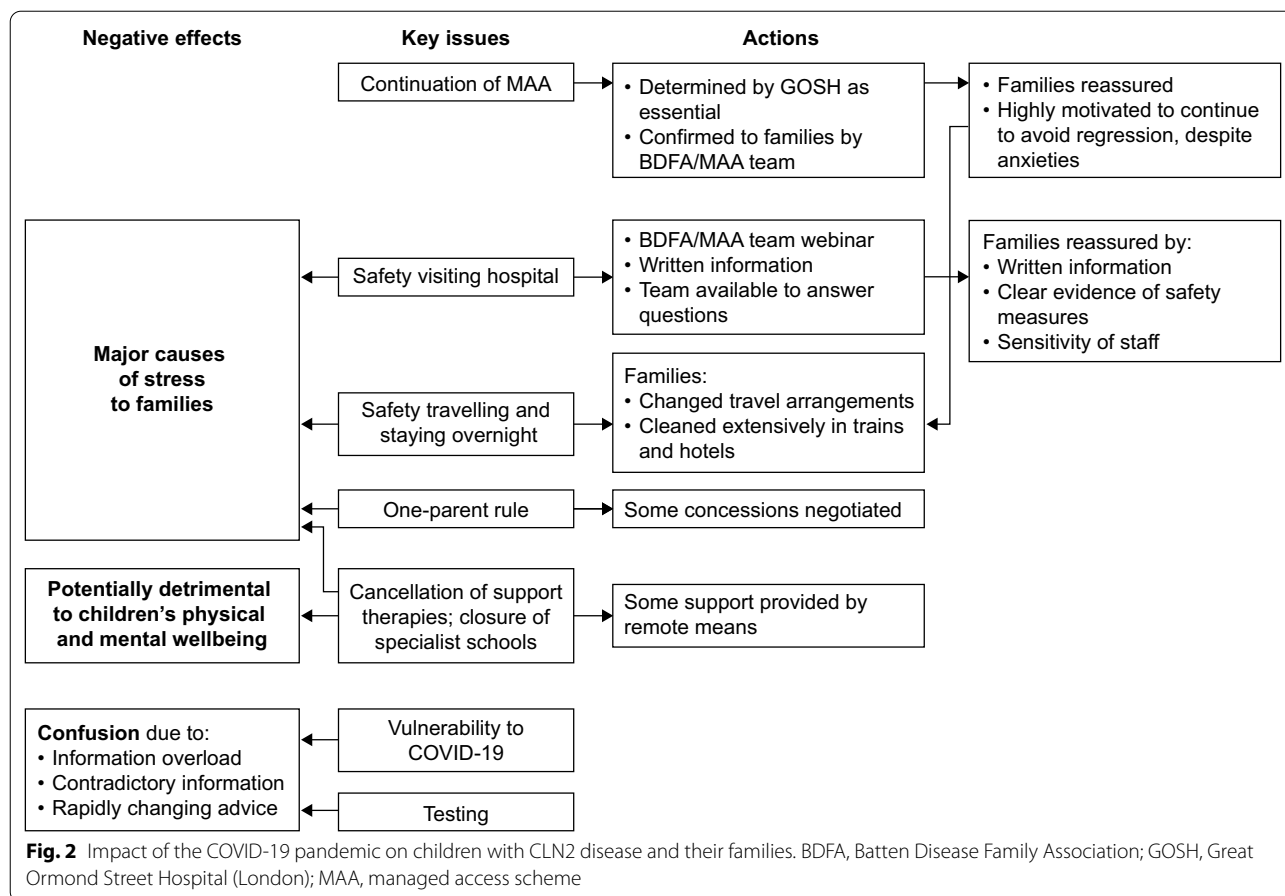 Negative effects
Key issues
Actions
Continuation of MAA
• Determined by GOSH as
essential
• Confirmed to families by
BDFA/MAA team
• Families reassured
• Highly motivated to continue
to avoid regression, despite
anxieties
Major causes
of stress
to families
Safety visiting hospital
• BDFA/MAA team webinar
• Written information
• Team available to answer
questions
Families reassured by:
• Written information
• Clear evidence of safety
measures
• Sensitivity of staff
Safety travelling and
staying overnight
Families:
• Changed travel arrangements
• Cleaned extensively in trains
and hotels
One-parent rule
Some concessions negotiated
Potentially detrimental
to children’s physical
and mental wellbeing
Cancellation of support
therapies; closure of
specialist schools
Some support provided by
remote means
Confusion due to:
• Information overload
• Contradictory information
• Rapidly changing advice
Vulnerability to
COVID-19
Testing
Fig. 2 Impact of the COVID-19 pandemic on children with CLN2 disease and their families. BDFA, Batten Disease Family Association; GOSH, Great
Ormond Street Hospital (London); MAA, managed access scheme